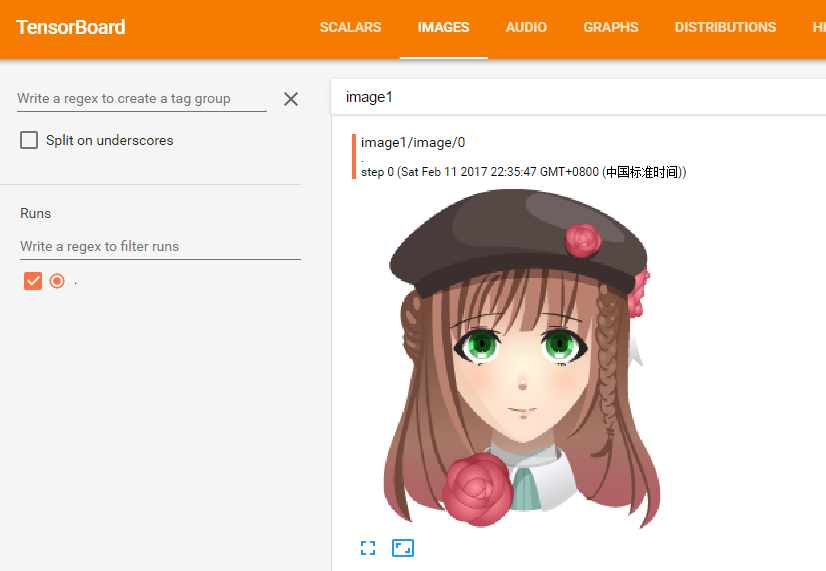 TensorBoard
SCALARS IMAGES AUDIO GRAPHS DISTRIBUTIONS
Write a regex to create a tag group
Split on underscores
Runs
Write a regex to filter runs
.
image1
image1/image/0
.
step 0 (Sat Feb 11 2017 22:35:47 GMT+0800 (中国标准时间))